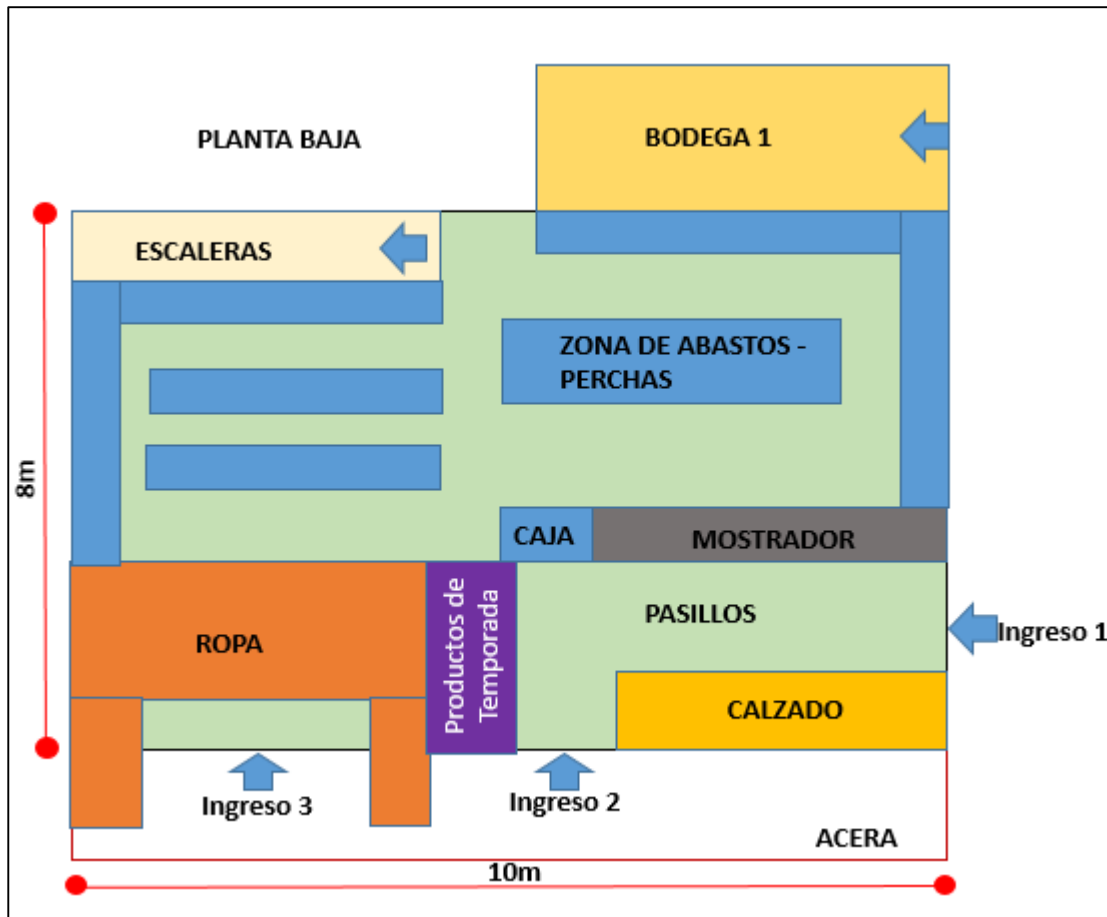 PLANTA BAJA
BODEGA 1
ESCALERAS
ZONA DE ABASTOS -
PERCHAS
8m
CAJA
MOSTRADOR
Productos de
Temporada
PASILLOS
Ingreso 1
ROPA
CALZADO
Ingreso 3
Ingreso 2
ACERA
10m